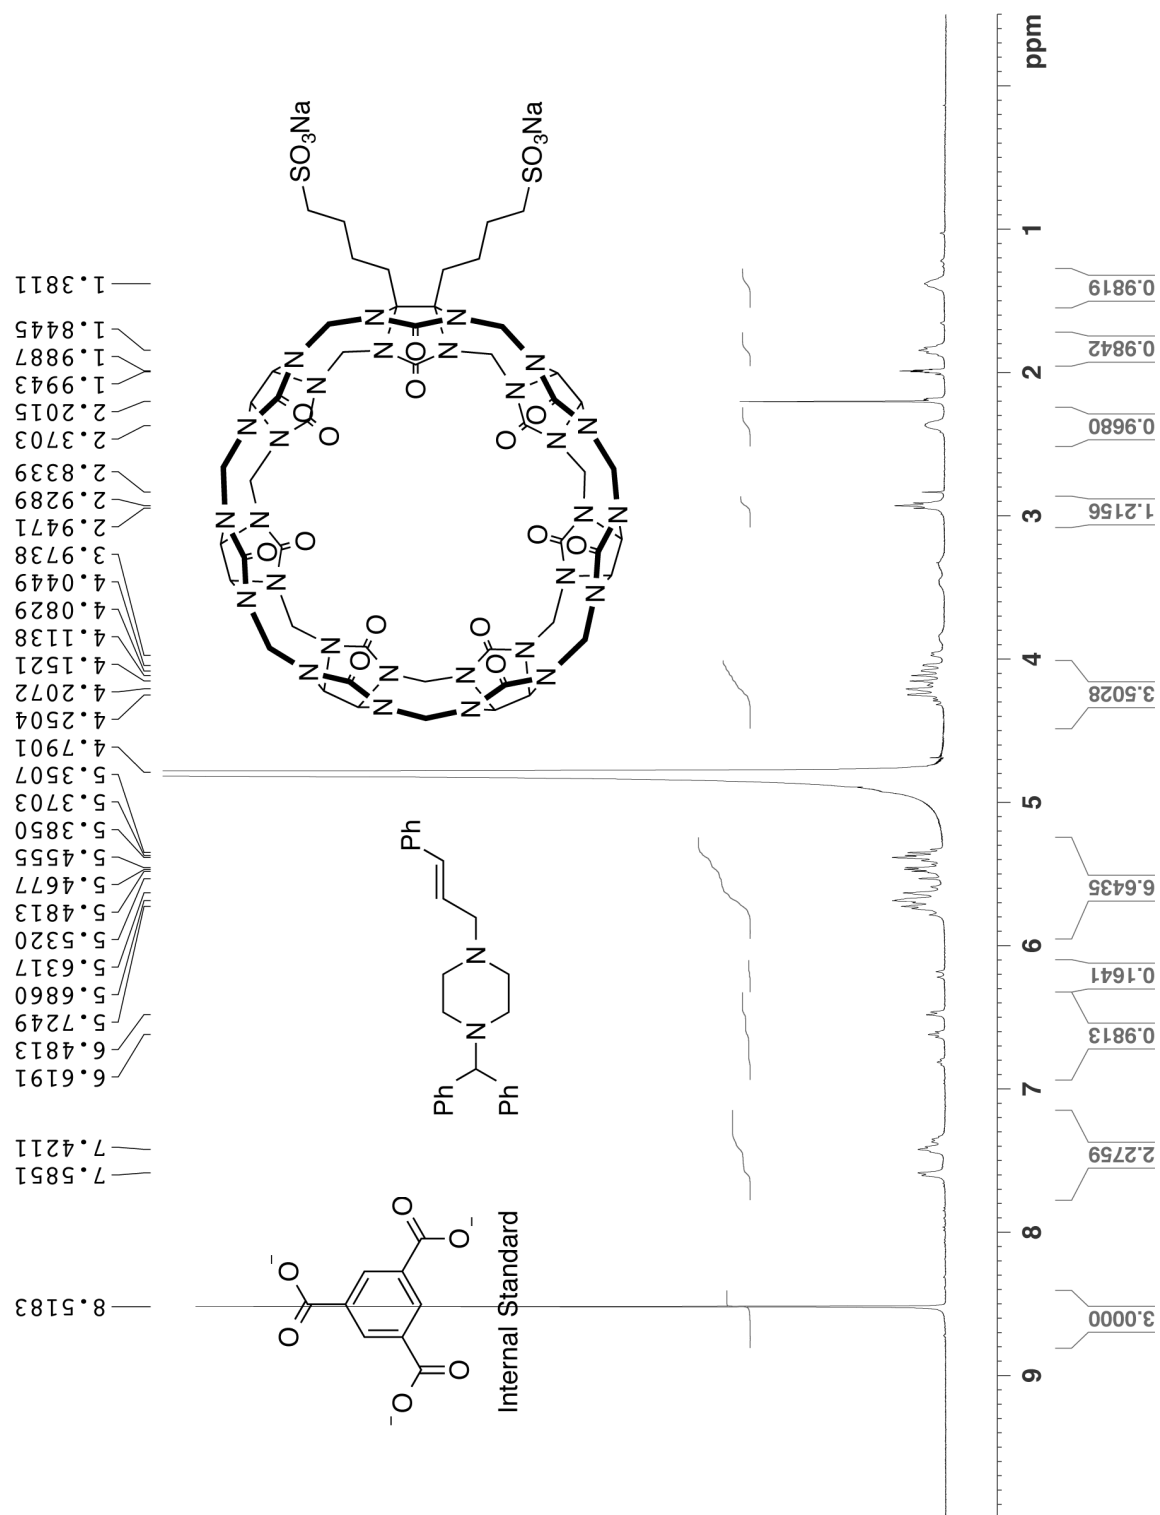 8.5183
7.5851
7.4211
6.6191
6.4813
5.7249
5.6860
5.6317
5.5320
5.4813
5.4677
5.4555
5.3850
5.3703
5.3507
4.7901
4.2504
4.2072
4.1521
4.1138
4.0829
4.0449
3.9738
2.9471
2.9289
2.8339
2.3703
2.2015
1.9943
1.9887
1.8445
1.3811
O
O⁻
⁻O
O
O
O⁻
Internal Standard
Ph
Ph
N
N
Ph
N N N N N N N N N N N N N N
N N N N N N N N N N N N N N
O O O O O O O
O O O O O O O
SO₃Na
SO₃Na
9 8 7 6 5 4 3 2 1 ppm
3.0000
2.2759
0.9813
0.1641
6.6435
3.5028
1.2156
0.9680
0.9842
0.9819